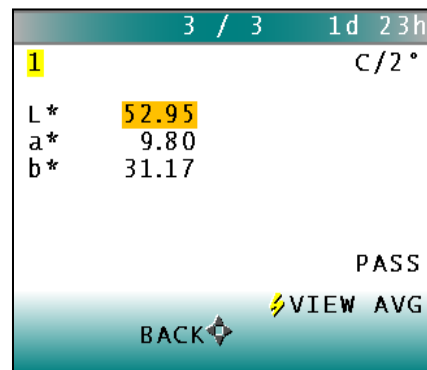 3 / 3 1d 23h
1 C/2°
L* 52.95
a* 9.80
b* 31.17
PASS
VIEW AVG
BACK